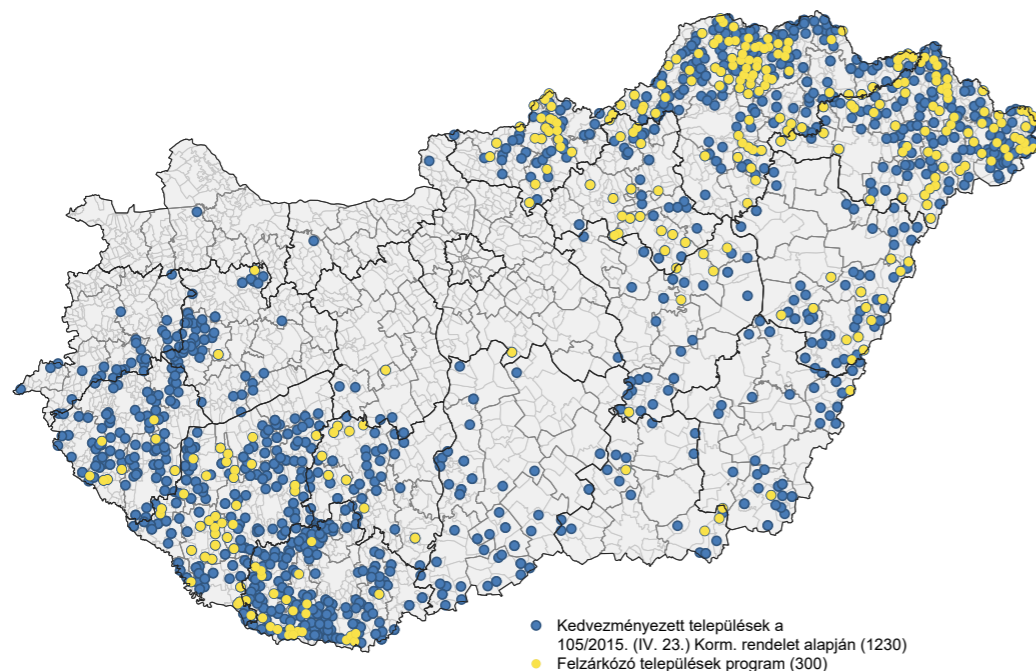 Kedvezményezett települések a
105/2015. (IV. 23.) Korm. rendelet alapján (1230)
Felzárkózó települések program (300)